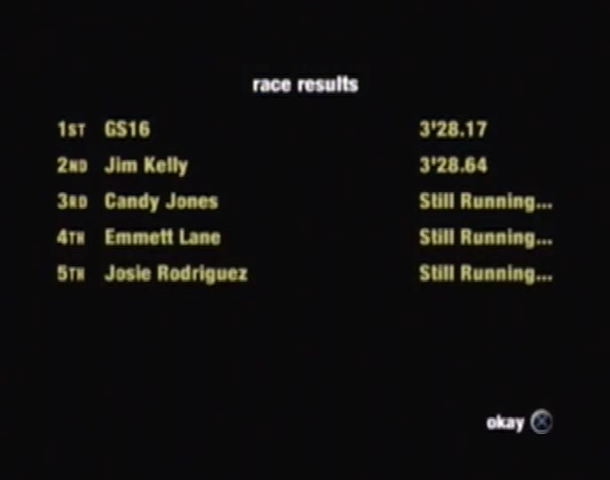 race results
1ST GS16 3'28.17
2ND Jim Kelly 3'28.64
3RD Candy Jones Still Running...
4TH Emmett Lane Still Running...
5TH Josie Rodriguez Still Running...
okay